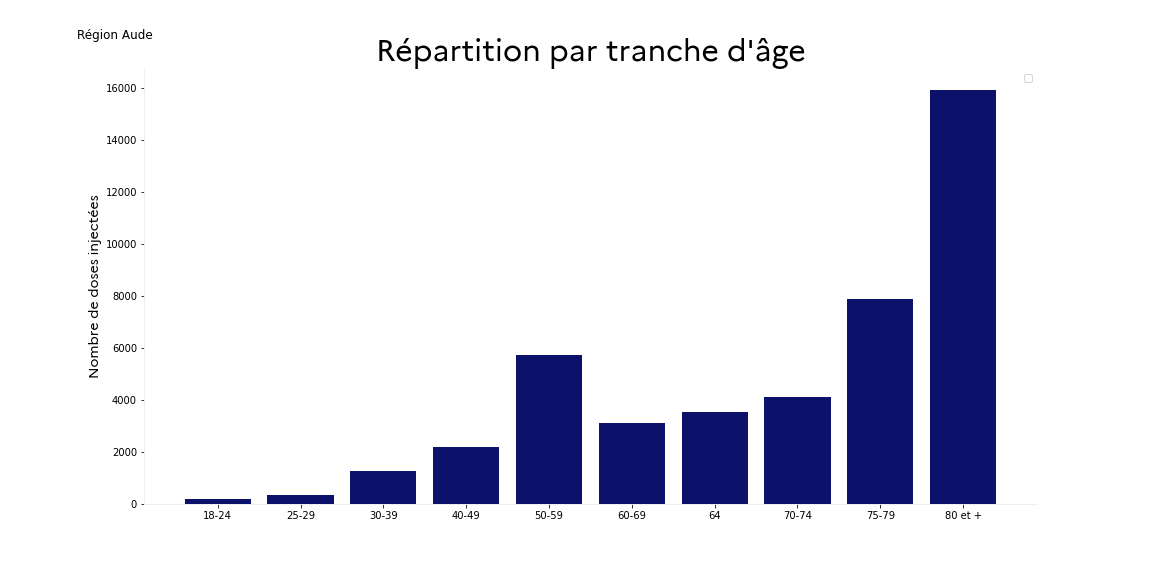 Région Aude
Répartition par tranche d'âge
Nombre de doses injectées
16000
14000
12000
10000
8000
6000
4000
2000
0
18-24 25-29 30-39 40-49 50-59 60-69 64 70-74 75-79 80 et +